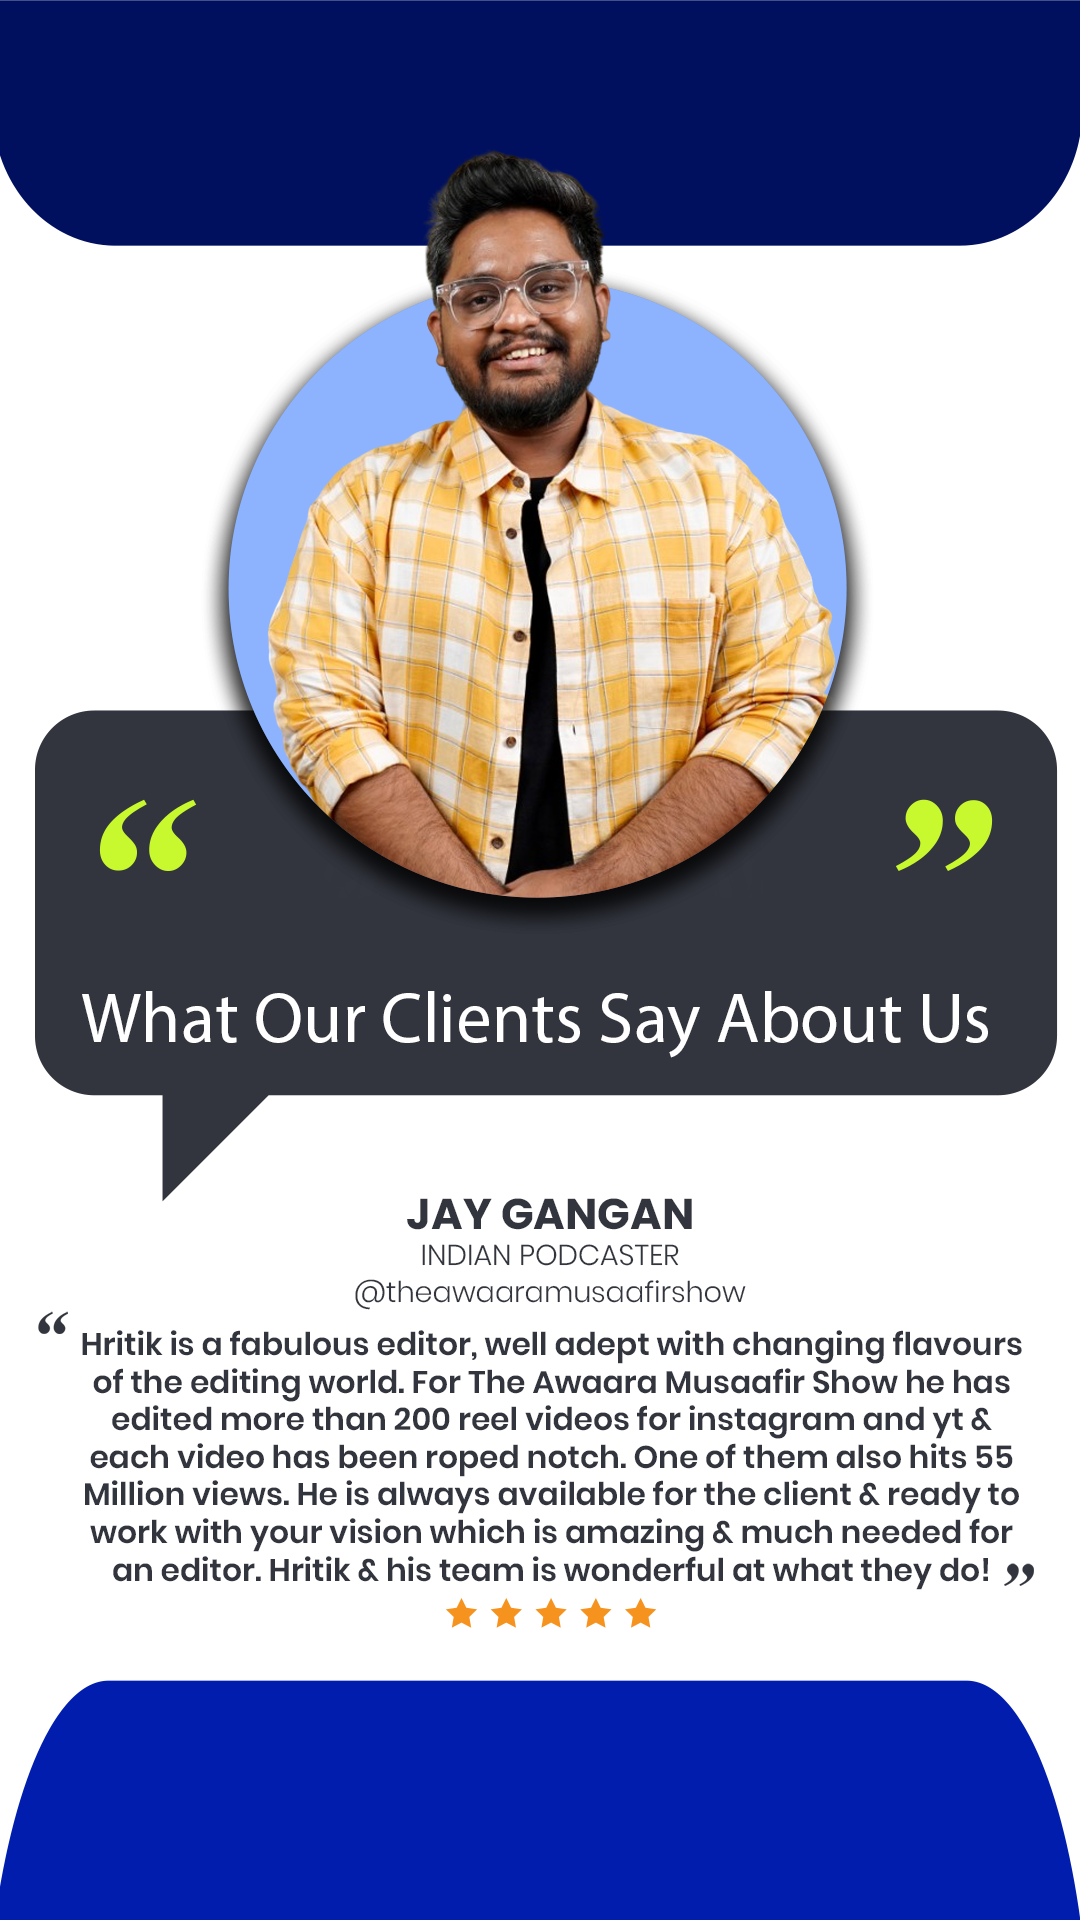 “ ”
What Our Clients Say About Us
JAY GANGAN
INDIAN PODCASTER
@theawaaramusaafirshow
“ Hritik is a fabulous editor, well adept with changing flavours
of the editing world. For The Awaara Musaafir Show he has
edited more than 200 reel videos for instagram and yt &
each video has been roped notch. One of them also hits 55
Million views. He is always available for the client & ready to
work with your vision which is amazing & much needed for
an editor. Hritik & his team is wonderful at what they do! ”